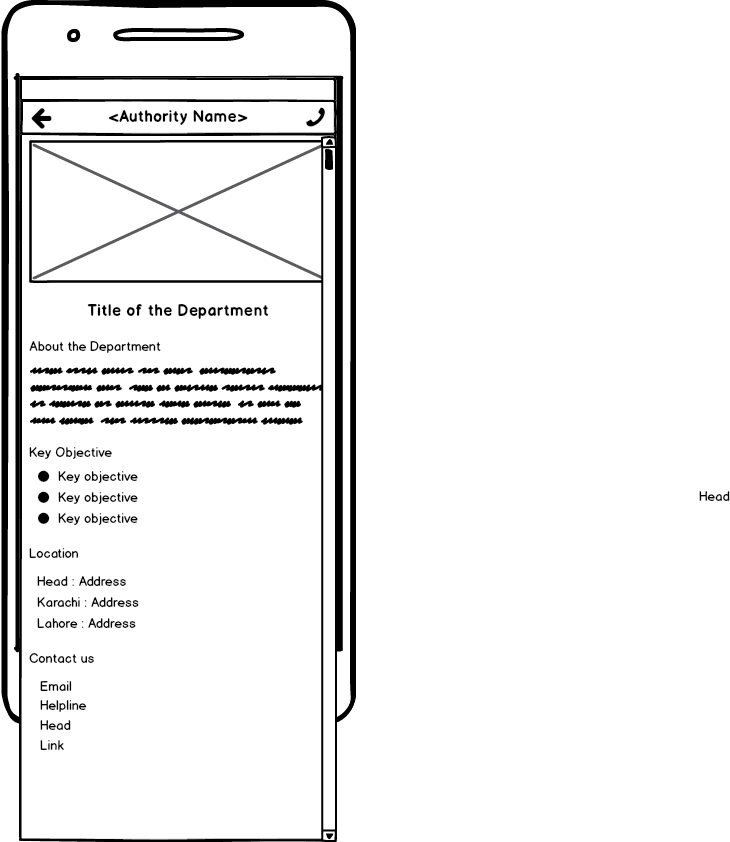 <Authority Name>
Title of the Department
About the Department
Key Objective
Key objective
Key objective
Key objective
Location
Head : Address
Karachi : Address
Lahore : Address
Contact us
Email
Helpline
Head
Link
Head